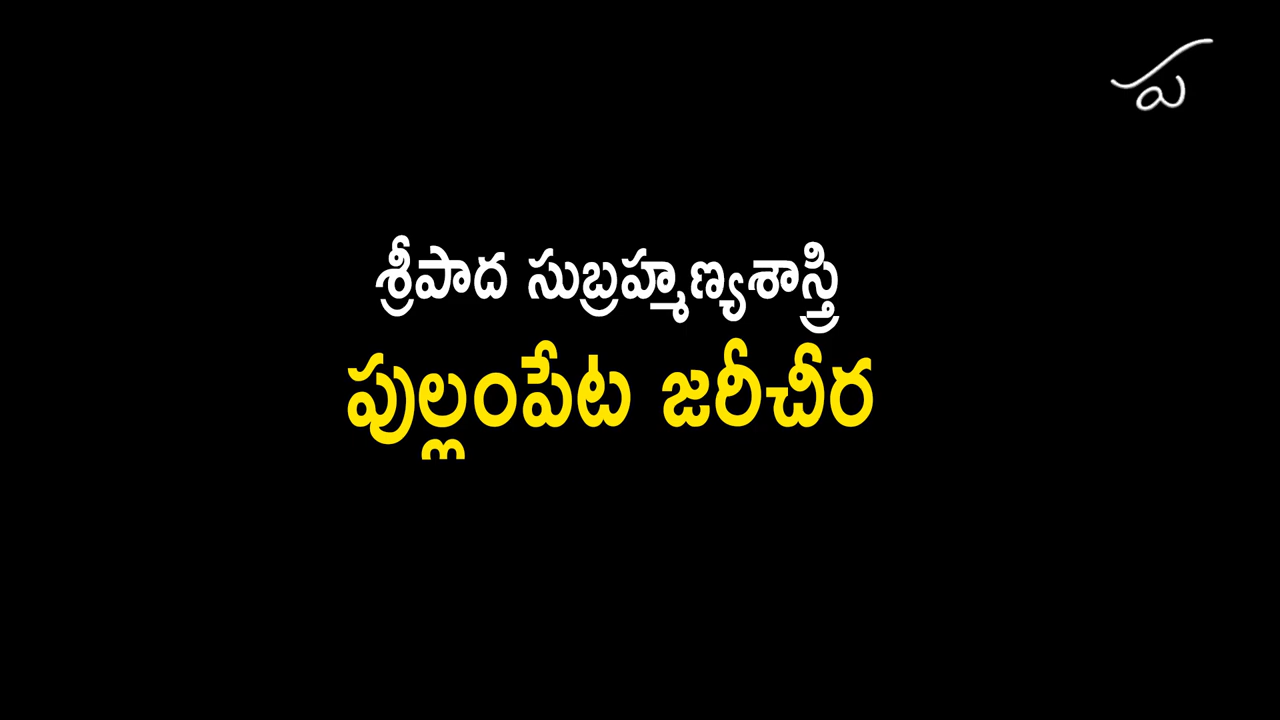 ప
శ్రీపాద సుబ్రహ్మణ్యశాస్త్రి
పుల్లంపేట జరీచీర